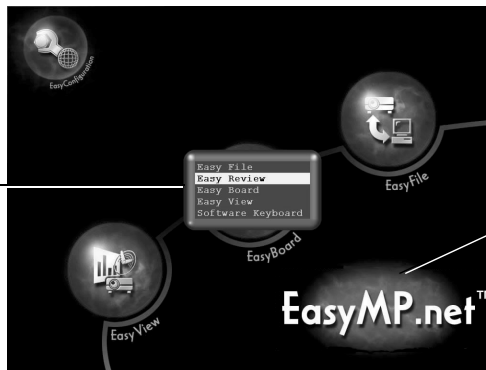 EasyConfiguration
Easy File
Easy Review
Easy Board
Easy View
Software Keyboard
EasyFile
EasyBoard
EasyView
EasyMP.net™